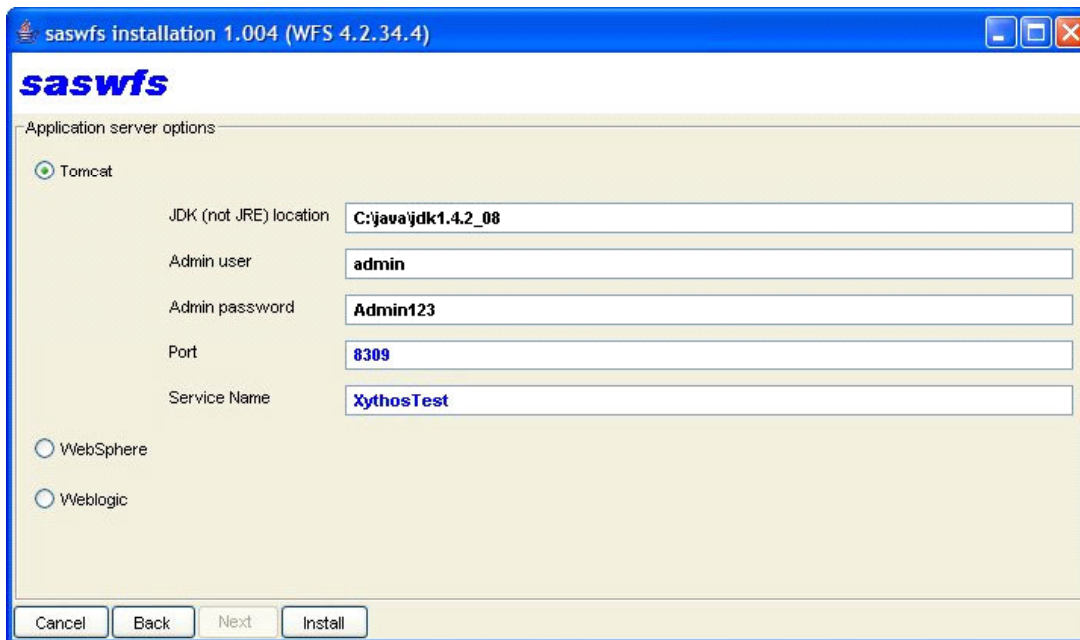 saswfs installation 1.004 (WFS 4.2.34.4)
saswfs
Application server options
Tomcat
JDK (not JRE) location C:\java\jdk1.4.2_08
Admin user admin
Admin password Admin123
Port 8309
Service Name XythosTest
WebSphere
Weblogic
Cancel Back Next Install